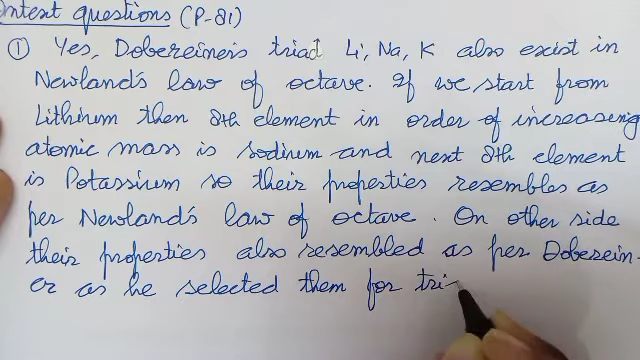 ntext questions (P-81)
① Yes, Dobereiner's triad Li, Na, K also exist in
Newland's law of octave. If we start from
Lithium then 8th element in order of increasing
atomic mass is sodium and next 8th element
is Potassium so their properties resembles as
per Newland's law of octave. On other side
their properties also resembled as per Doberein-
er as he selected them for tri